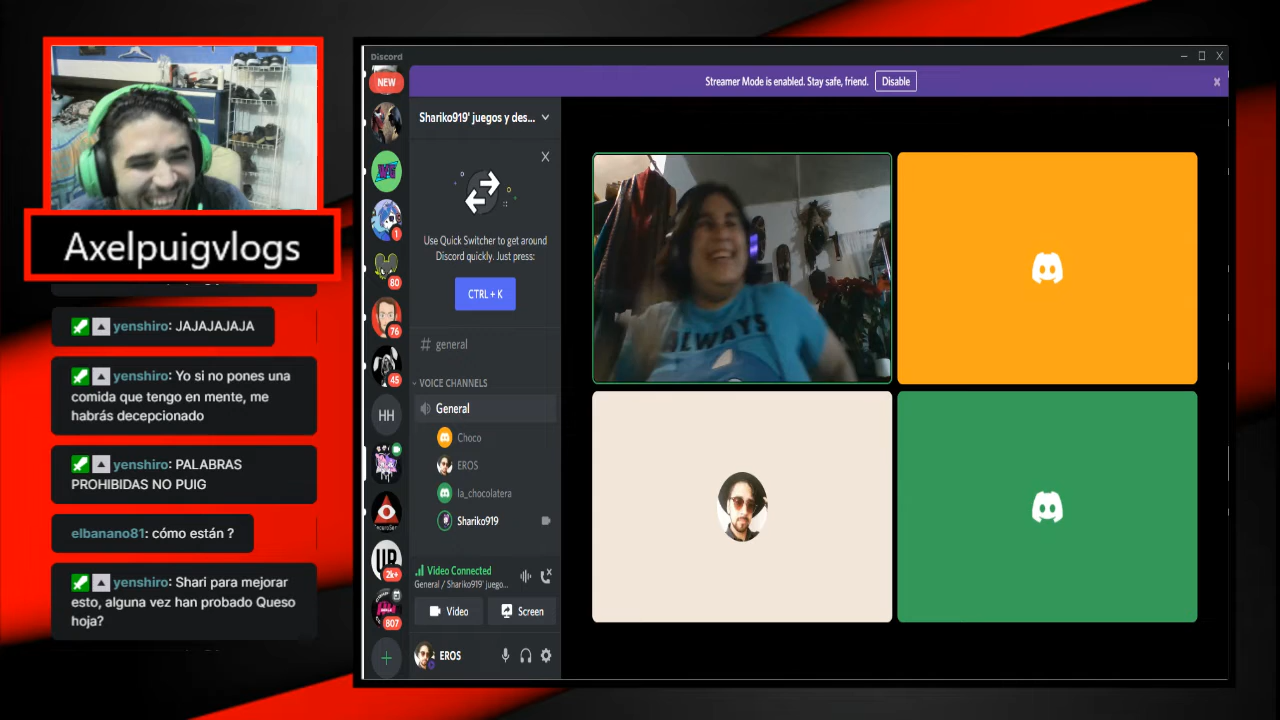 Axelpuigvlogs
yenshiro: JAJAJAJAJA
yenshiro: Yo si no pones una
comida que tengo en mente, me
habrás decepcionado
yenshiro: PALABRAS
PROHIBIDAS NO PUIG
elbanano81: cómo están ?
yenshiro: Shari para mejorar
esto, alguna vez han probado Queso
hoja?
Discord
NEW
1
80
76
45
HH
2k+
807
Streamer Mode is enabled. Stay safe, friend.
Disable
Shariko919' juegos y des...
Use Quick Switcher to get around
Discord quickly. Just press:
CTRL + K
# general
VOICE CHANNELS
General
Choco
EROS
la_chocolatera
Shariko919
Video Connected
General / Shariko919' juego...
Video
Screen
EROS
ALWAYS